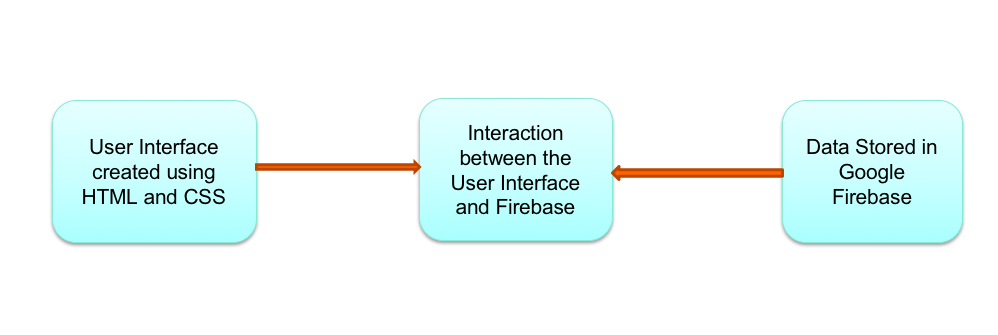 User Interface
created using
HTML and CSS
Interaction
between the
User Interface
and Firebase
Data Stored in
Google
Firebase